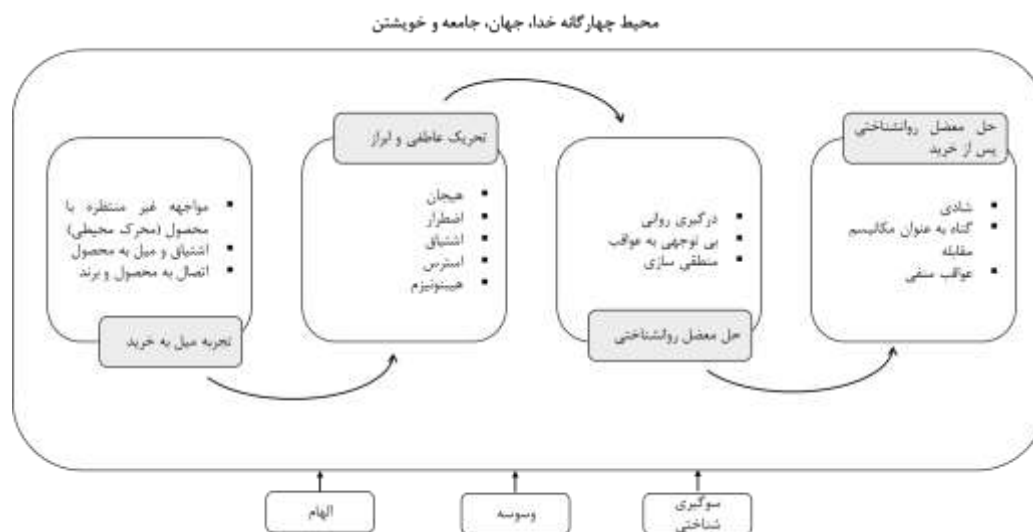 محیط چهارگانه خدا، جهان، جامعه و خویشتن
مواجهه غیر منتظره با
محصول (محرک محیطی)
اشتیاق و میل به محصول
اتصال به محصول و برند
تجربه میل به خرید
تحریک عاطفی و ابراز
هیجان
اضطرار
اشتیاق
استرس
هیپنوتیزم
درگیری روانی
بی توجهی به عواقب
منطقی سازی
حل معضل روانشناختی
حل معضل روانشناختی
پس از خرید
شادی
گناه به عنوان مکانیسم
مقابله
عواقب منفی
الهام
وسوسه
سوگیری
شناختی